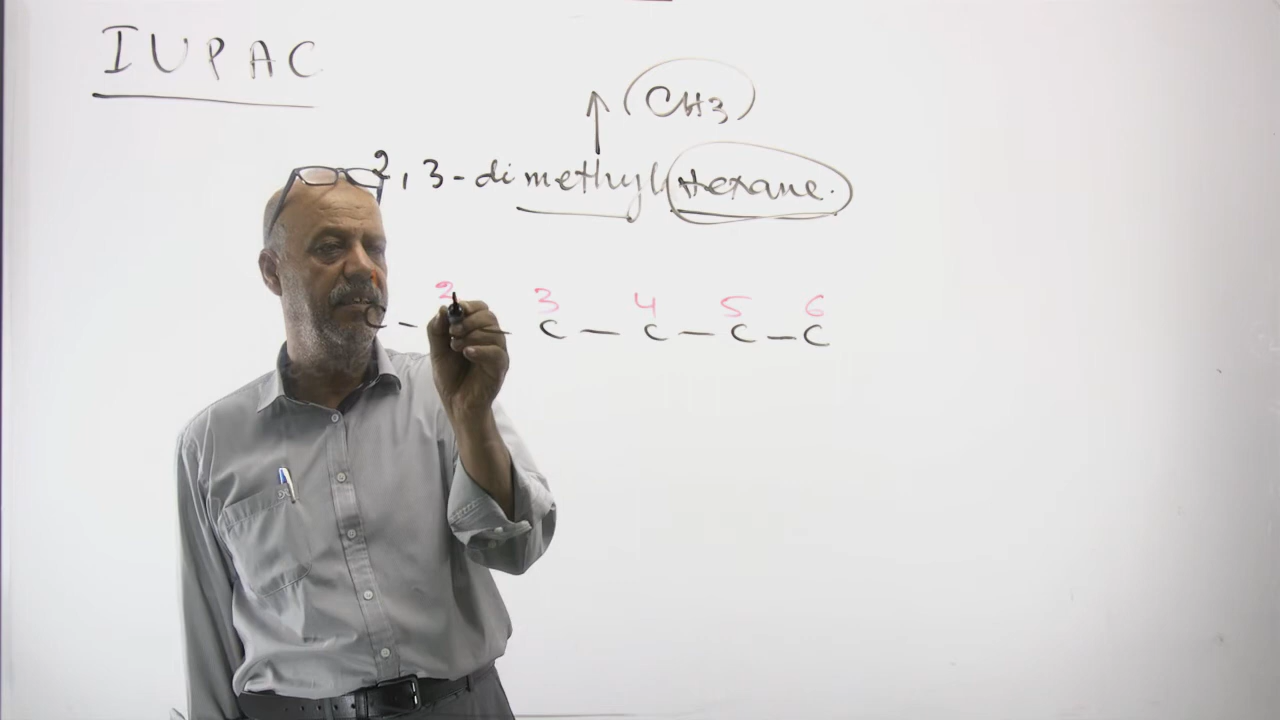 IUPAC
(CH3)
2,3-dimethyl Hexane.
2 3 4 5 6
C - - C - C - C - C